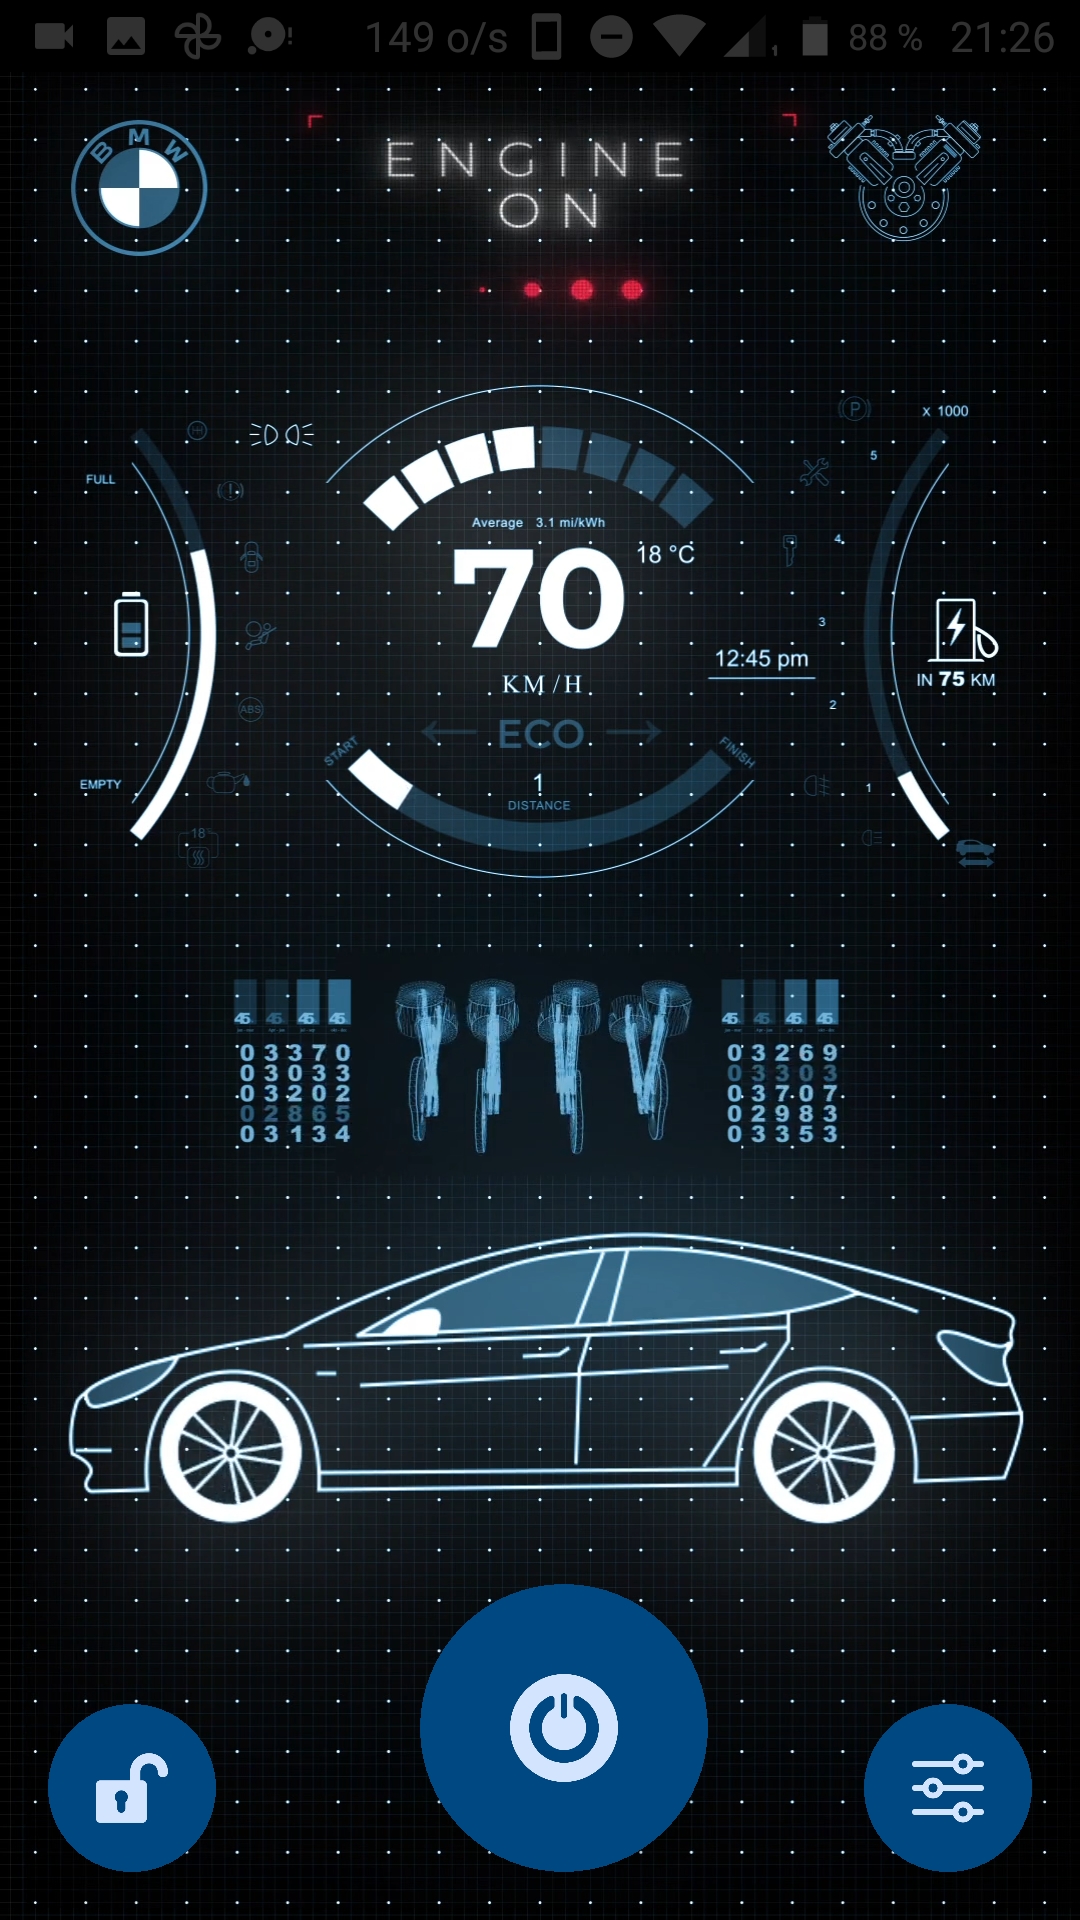 149 o/s 88 % 21:26
BMW
ENGINE
ON
x 1000
FULL
5
Average 3.1 mi/kWh
4
70 18 °C
3
12:45 pm
IN 75 KM
KM/H
2
ECO
START FINISH
EMPTY 1 1
DISTANCE
ABS
P
18°
45 45 45 45 45 45 45 45
0 3 3 7 0 0 3 2 6 9
0 3 0 3 3 0 3 3 0 3
0 3 2 0 2 0 3 7 0 7
0 2 8 6 5 0 2 9 8 3
0 3 1 3 4 0 3 3 5 3